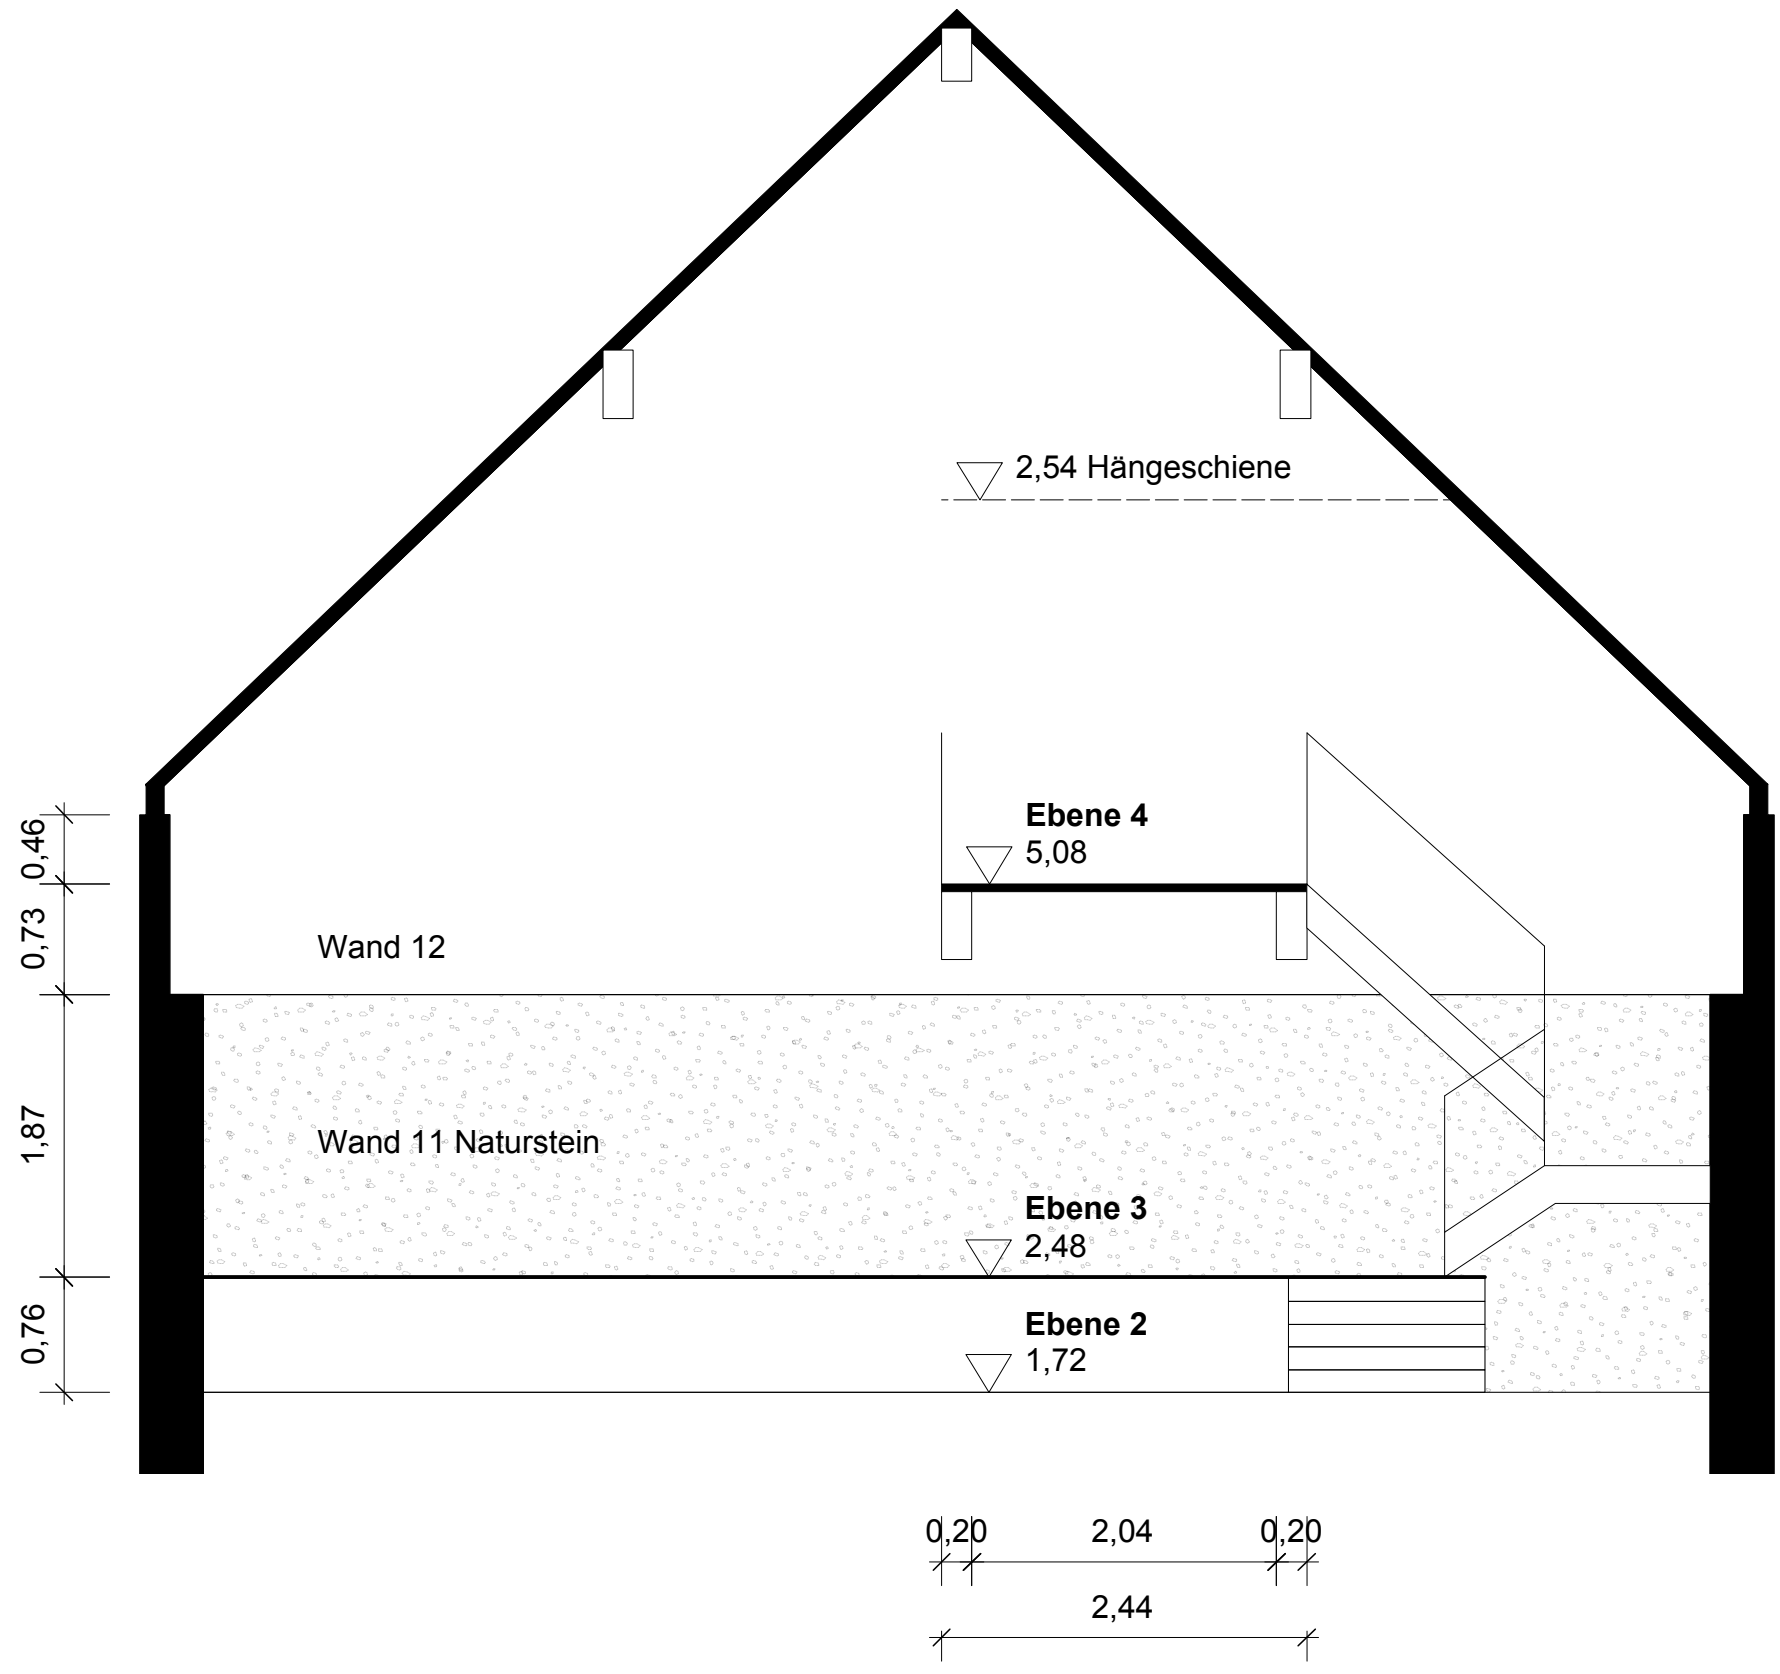 2,54 Hängeschiene
Ebene 4
5,08
0,46
0,73
Wand 12
1,87
Wand 11 Naturstein
Ebene 3
2,48
0,76
Ebene 2
1,72
0,20 2,04 0,20
2,44